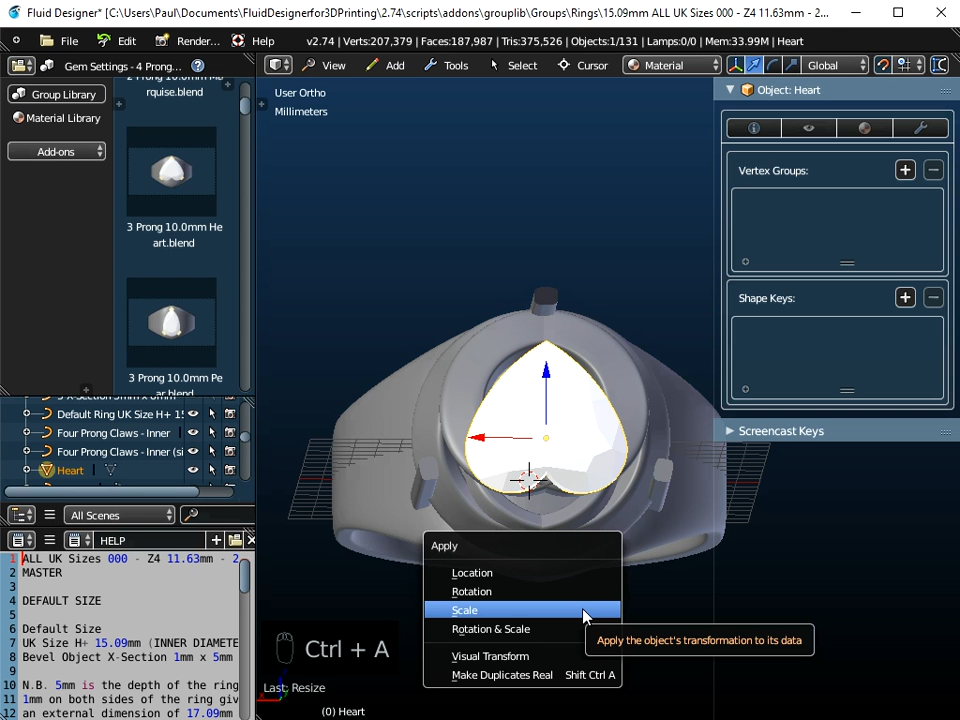 Fluid Designer* [C:\Users\Paul\Documents\FluidDesignerfor3DPrinting\2.74\scripts\addons\grouplib\Groups\Rings\15.09mm ALL UK Sizes 000 - Z4 11.63mm - 2...
File Edit Render... Help v2.74 | Verts:207,379 | Faces:187,987 | Tris:375,526 | Objects:1/131 | Lamps:0/0 | Mem:33.99M | Heart
Gem Settings - 4 Prong...
View Add Tools Select Cursor Material Global
Group Library
Material Library
Add-ons
rquise.blend
3 Prong 10.0mm He
art.blend
3 Prong 10.0mm Pe
User Ortho
Millimeters
Object: Heart
Vertex Groups:
Shape Keys:
Screencast Keys
Default Ring UK Size H+ 1
Four Prong Claws - Inner
Four Prong Claws - Inner (si
Heart
All Scenes
HELP
1 ALL UK Sizes 000 - Z4 11.63mm - 2
2 MASTER
3
4 DEFAULT SIZE
5
6 Default Size
7 UK Size H+ 15.09mm (INNER DIAMETE
8 Bevel Object X-Section 1mm x 5mm
9
10 N.B. 5mm is the depth of the ring
11 1mm on both sides of the ring giv
12 an external dimension of 17.09mm
Apply
Location
Rotation
Scale
Rotation & Scale
Visual Transform
Make Duplicates Real Shift Ctrl A
Apply the object's transformation to its data
Ctrl + A
Last: Resize
(0) Heart